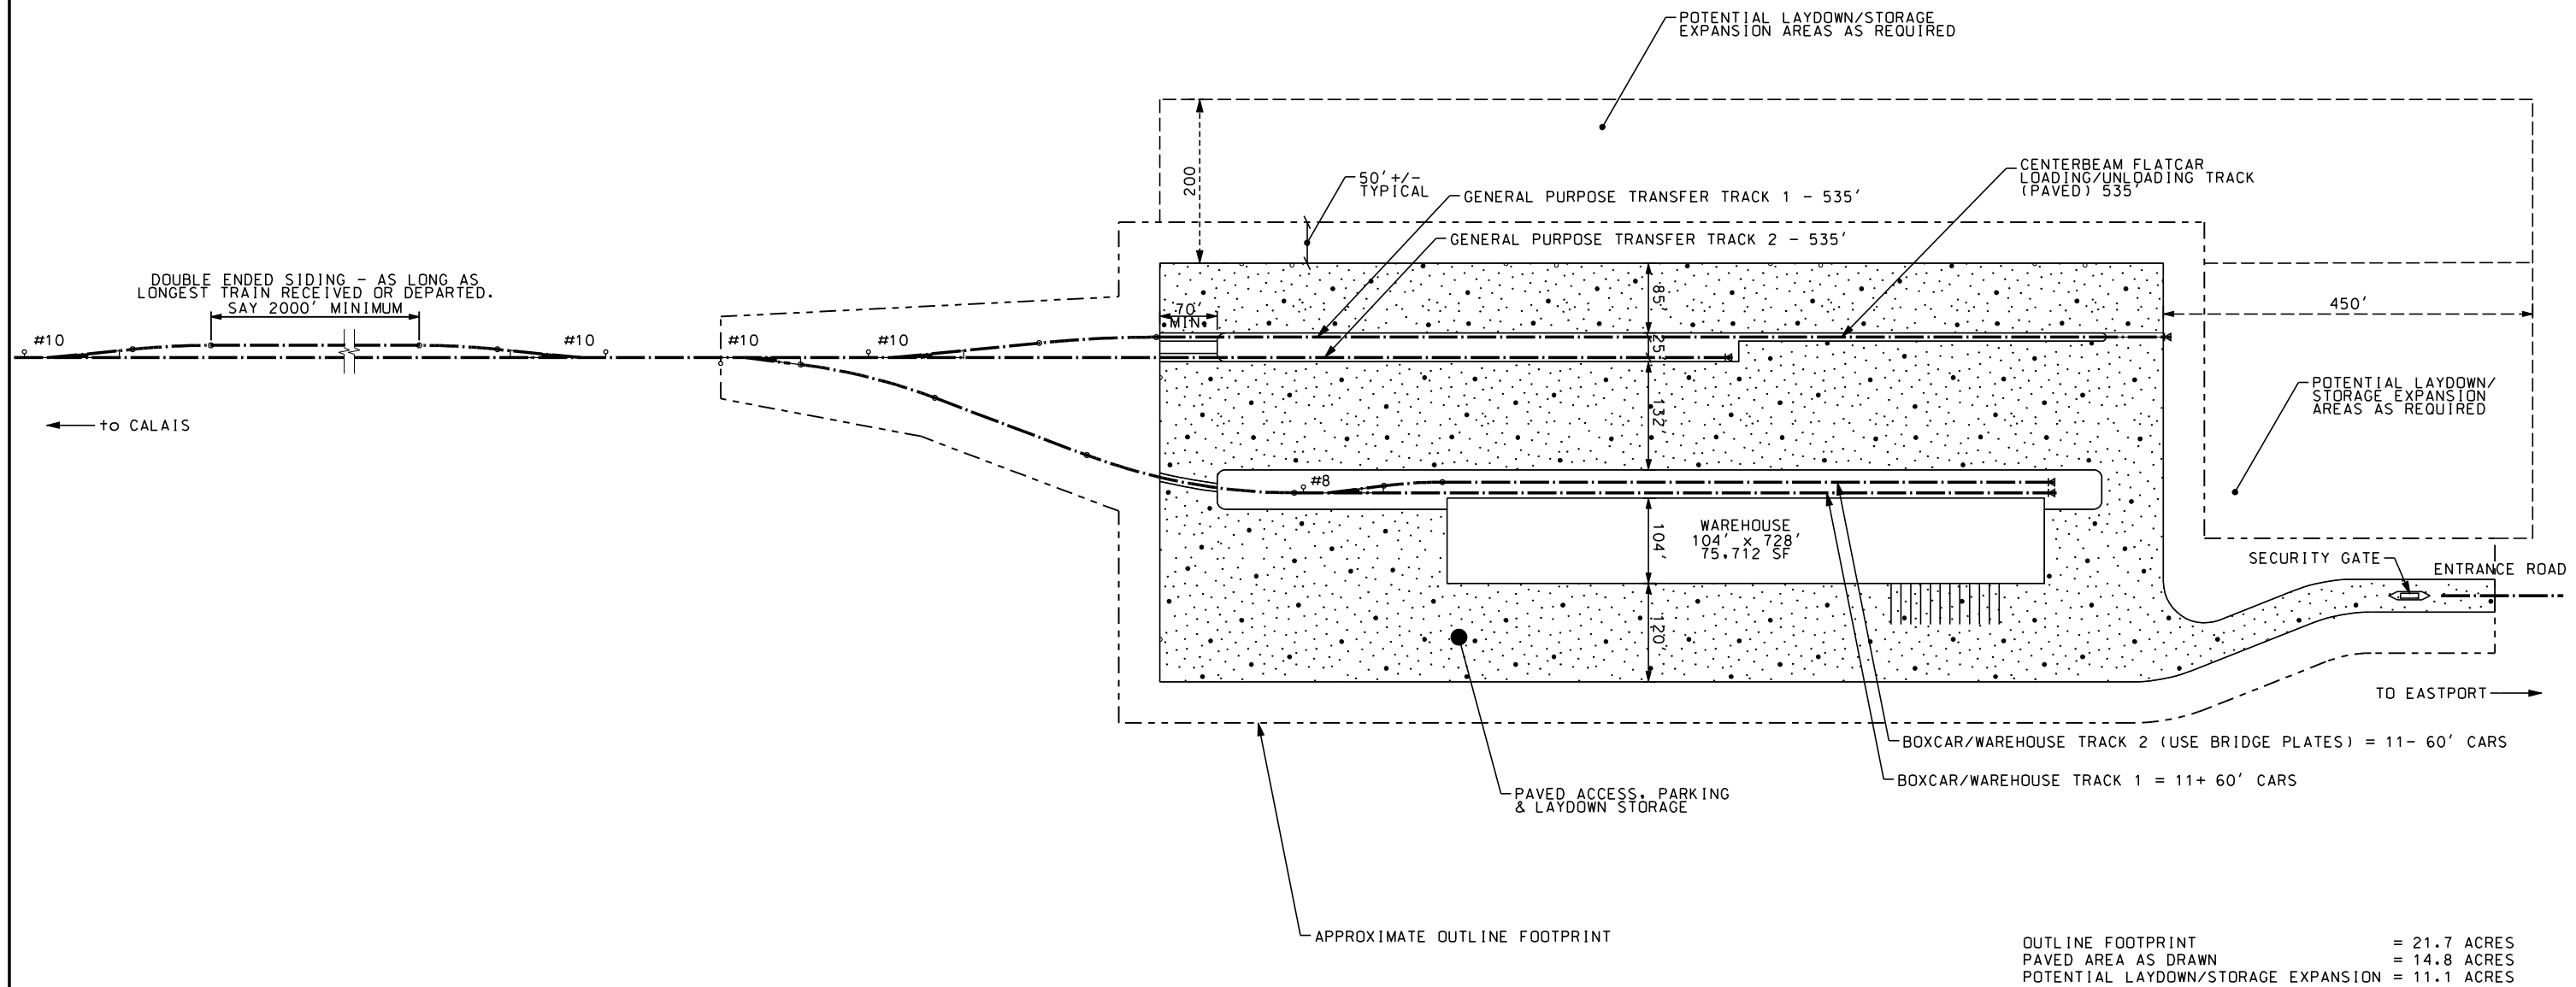 POTENTIAL LAYDOWN/STORAGE
EXPANSION AREAS AS REQUIRED
200
50'+/-
TYPICAL
GENERAL PURPOSE TRANSFER TRACK 1 - 535'
CENTERBEAM FLATCAR
LOADING/UNLOADING TRACK
(PAVED) 535'
GENERAL PURPOSE TRANSFER TRACK 2 - 535'
DOUBLE ENDED SIDING - AS LONG AS
LONGEST TRAIN RECEIVED OR DEPARTED.
SAY 2000' MINIMUM
70'
MIN.
85'
450'
#10
#10
#10
#10
25'
to CALAIS
132'
POTENTIAL LAYDOWN/
STORAGE EXPANSION
AREAS AS REQUIRED
#8
104'
WAREHOUSE
104' x 728'
75,712 SF
SECURITY GATE
ENTRANCE ROAD
120'
TO EASTPORT
BOXCAR/WAREHOUSE TRACK 2 (USE BRIDGE PLATES) = 11- 60' CARS
BOXCAR/WAREHOUSE TRACK 1 = 11+ 60' CARS
PAVED ACCESS, PARKING
& LAYDOWN STORAGE
APPROXIMATE OUTLINE FOOTPRINT
OUTLINE FOOTPRINT = 21.7 ACRES
PAVED AREA AS DRAWN = 14.8 ACRES
POTENTIAL LAYDOWN/STORAGE EXPANSION = 11.1 ACRES